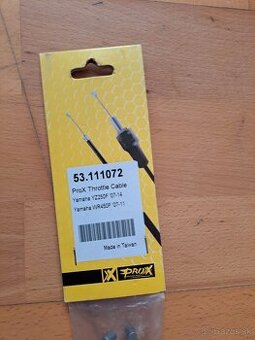 53.111072
ProX Throttle Cable
Yamaha YZ250F '07-14
Yamaha WR450F '07-11
Made in Taiwan
PROX